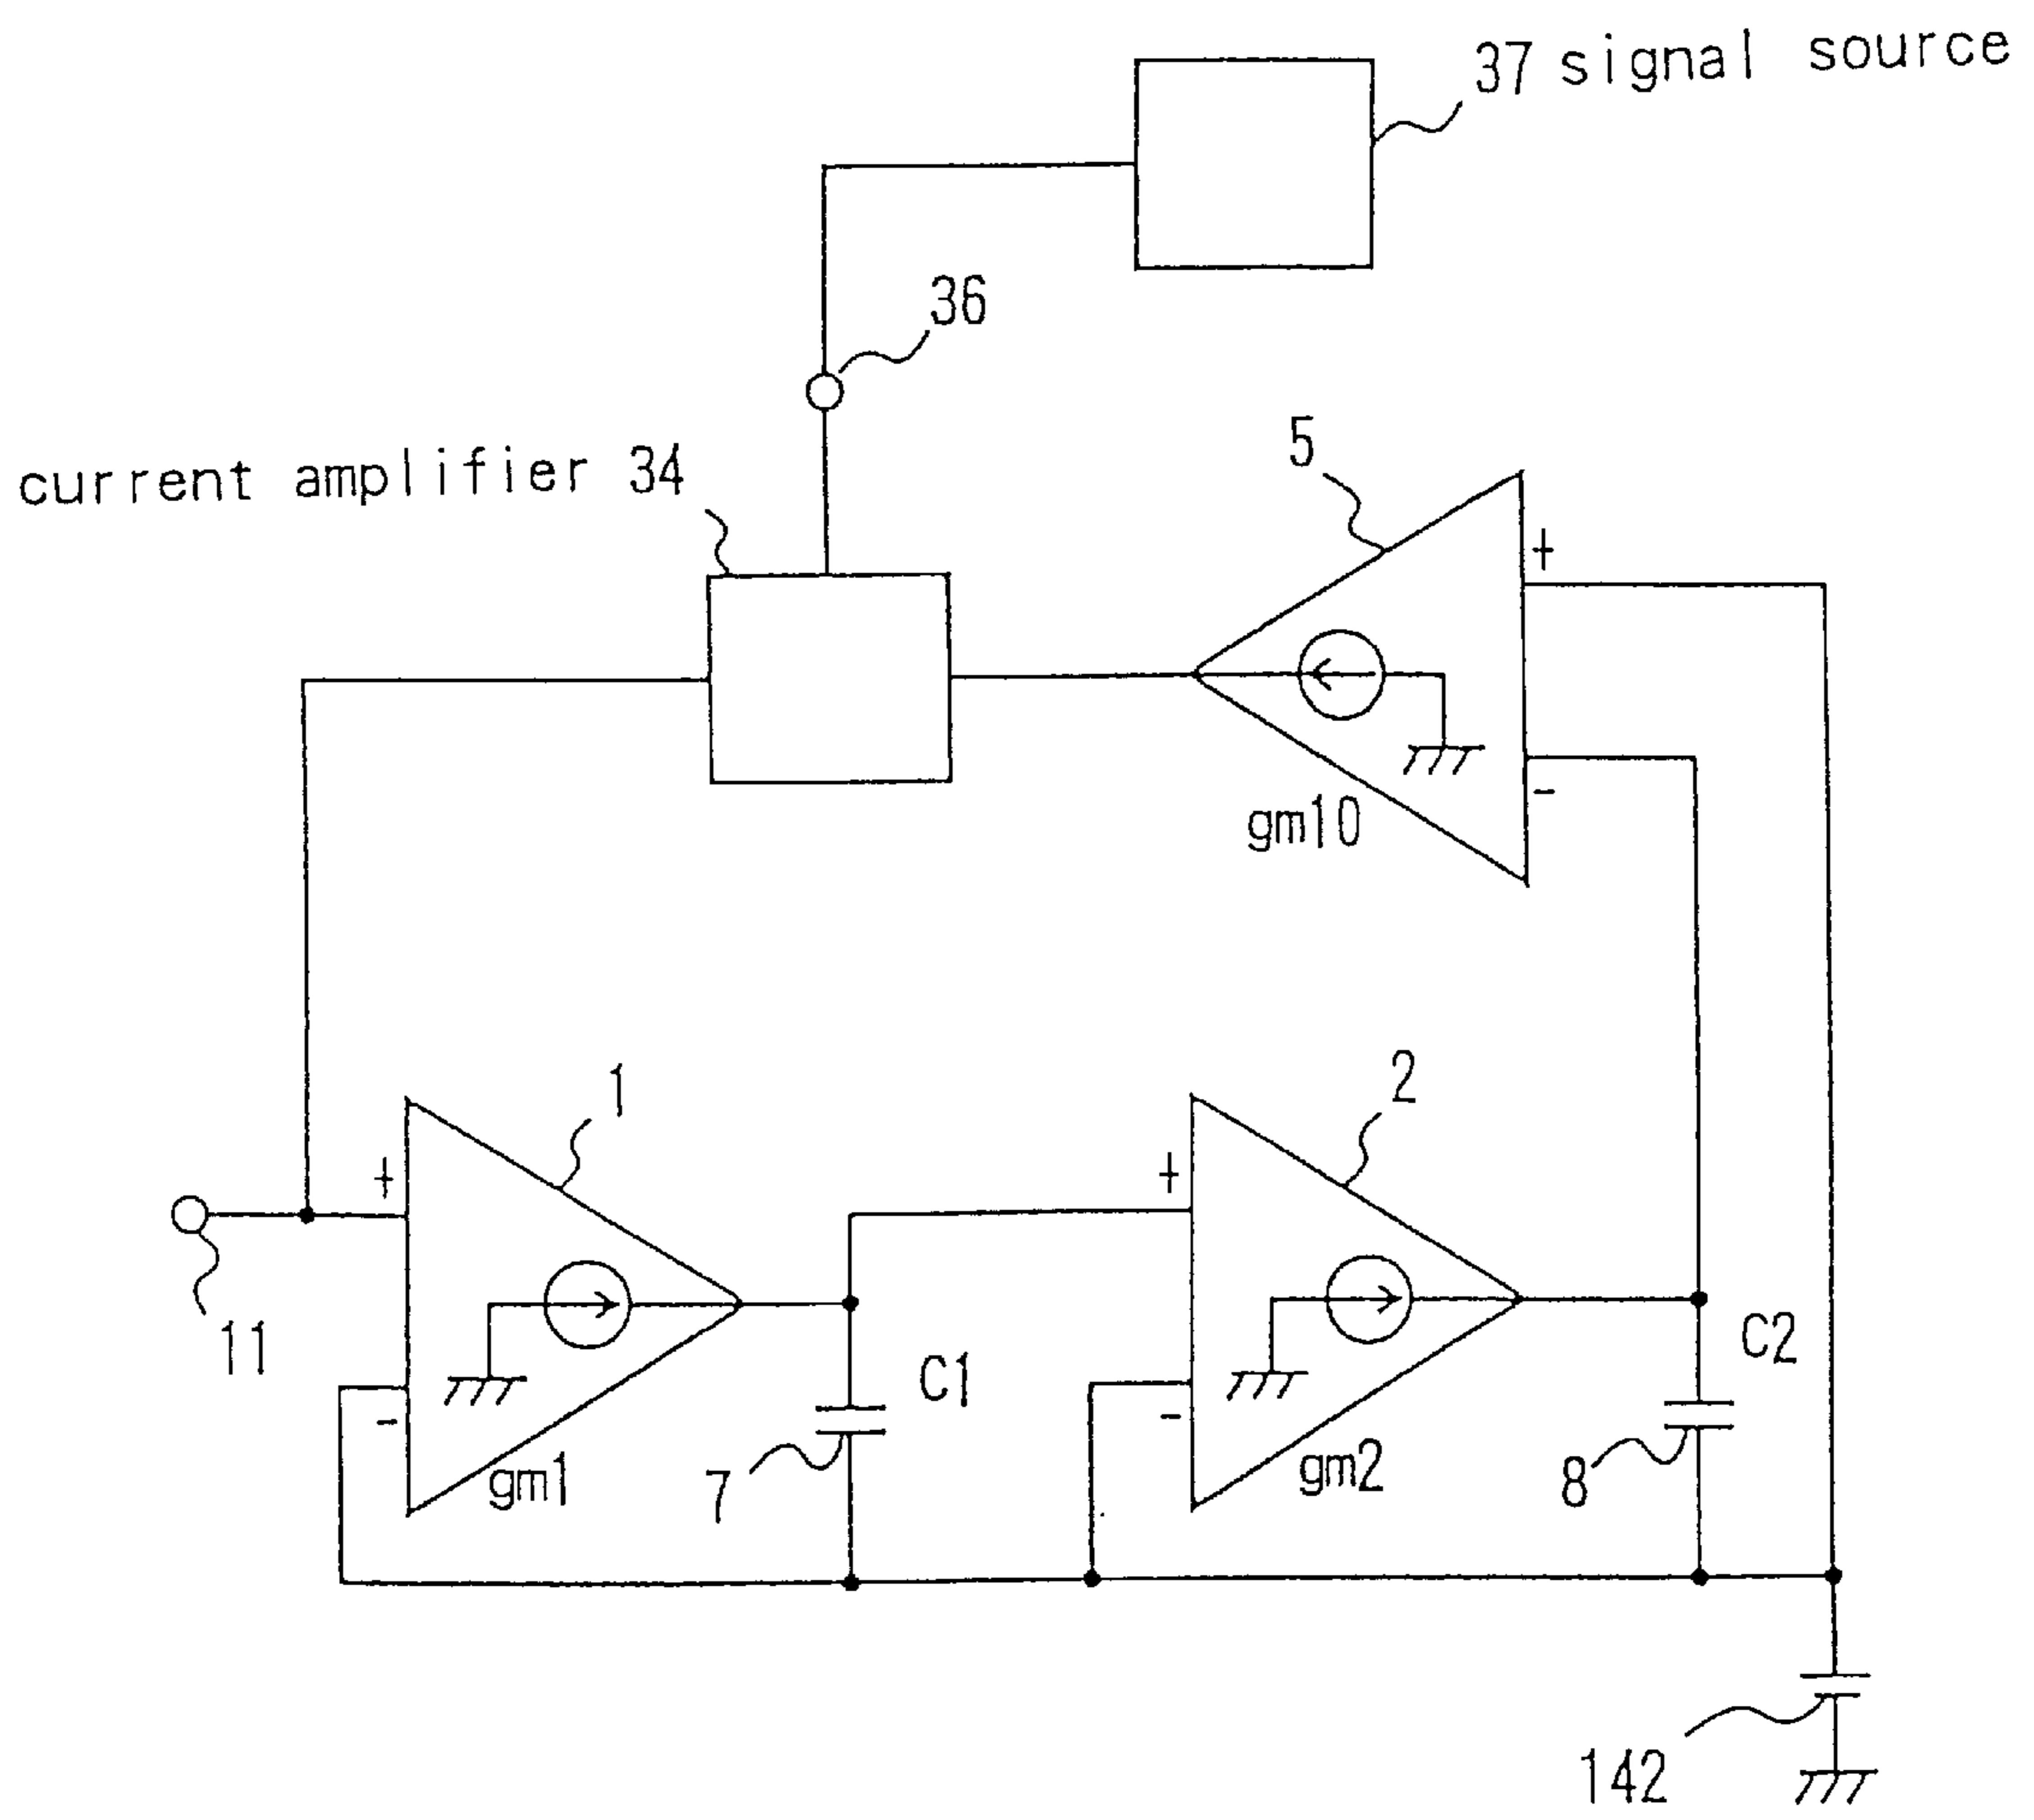 37 signal source
36
current amplifier 34
5
+
-
gm10
1
2
+
+
11
C1
C2
-
-
gm1
7
gm2
8
142